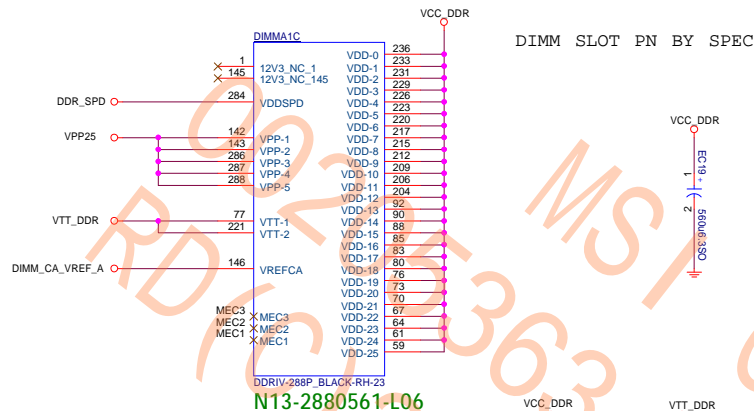 VCC_DDR
DIMM SLOT PN BY SPEC
DIMMA1C
1 12V3_NC_1 VDD-0 236
145 12V3_NC_145 VDD-1 233
VDD-2 231
VDD-3 229
DDR_SPD 284 VDDSPD VDD-4 226
VDD-5 223
VDD-6 220
VPP25 142 VPP-1 VDD-7 217
143 VPP-2 VDD-8 215
286 VPP-3 VDD-9 212
287 VPP-4 VDD-10 209
288 VPP-5 VDD-11 206
VDD-12 204
VDD-13 92
VTT_DDR 77 VTT-1 VDD-14 90
221 VTT-2 VDD-15 88
VDD-16 85
VDD-17 83
DIMM_CA_VREF_A 146 VREFCA VDD-18 80
VDD-19 76
VDD-20 73
VDD-21 70
MEC3 MEC3 VDD-22 67
MEC2 MEC2 VDD-23 64
MEC1 MEC1 VDD-24 61
VDD-25 59
DDRIV-288P_BLACK-RH-23
N13-2880561-L06
VCC_DDR
1 EC19 +
2 560u6.3SO
VCC_DDR
VTT_DDR
MSI